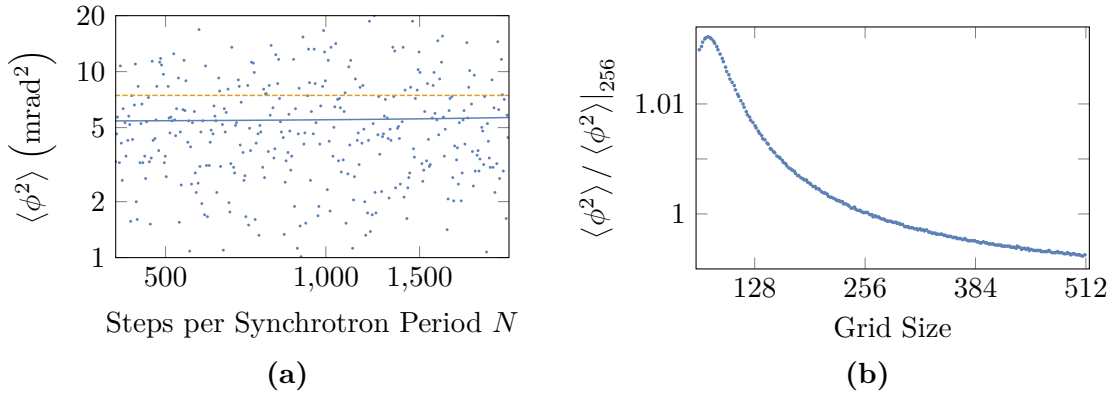 20
10
5
2
1
500
1,000
1,500
⟨ϕ²⟩ (mrad²)
Steps per Synchrotron Period N
(a)
1.01
1
128
256
384
512
⟨ϕ²⟩ / ⟨ϕ²⟩|₂₅₆
Grid Size
(b)